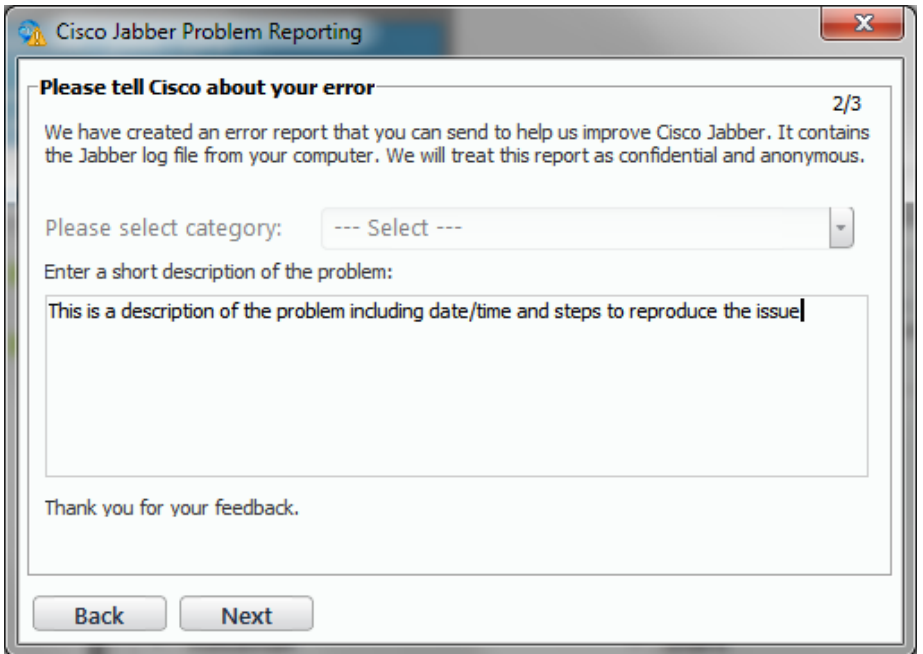 Cisco Jabber Problem Reporting
Please tell Cisco about your error
2/3
We have created an error report that you can send to help us improve Cisco Jabber. It contains
the Jabber log file from your computer. We will treat this report as confidential and anonymous.
Please select category:
--- Select ---
Enter a short description of the problem:
This is a description of the problem including date/time and steps to reproduce the issue
Thank you for your feedback.
Back
Next